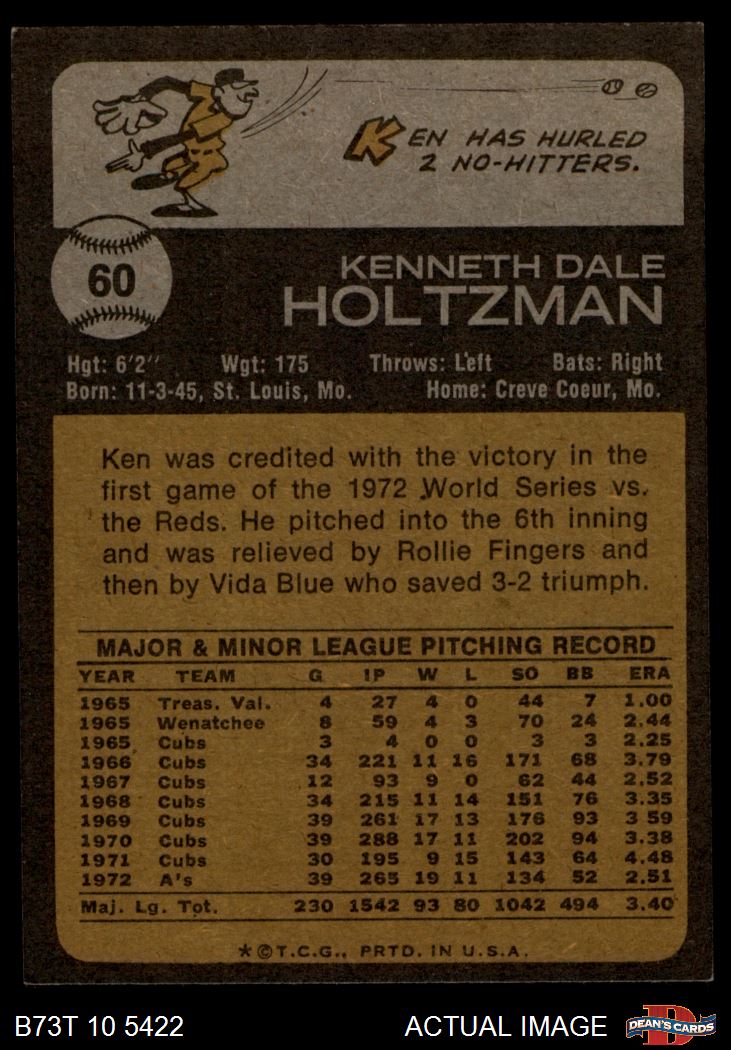 KEN HAS HURLED
2 NO-HITTERS.
60
KENNETH DALE
HOLTZMAN
Hgt: 6'2" Wgt: 175 Throws: Left Bats: Right
Born: 11-3-45, St. Louis, Mo. Home: Creve Coeur, Mo.
Ken was credited with the victory in the
first game of the 1972 World Series vs.
the Reds. He pitched into the 6th inning
and was relieved by Rollie Fingers and
then by Vida Blue who saved 3-2 triumph.
MAJOR & MINOR LEAGUE PITCHING RECORD
YEAR TEAM G IP W L SO BB ERA
1965 Treas. Val. 4 27 4 0 44 7 1.00
1965 Wenatchee 8 59 4 3 70 24 2.44
1965 Cubs 3 4 0 0 3 3 2.25
1966 Cubs 34 221 11 16 171 68 3.79
1967 Cubs 12 93 9 0 62 44 2.52
1968 Cubs 34 215 11 14 151 76 3.35
1969 Cubs 39 261 17 13 176 93 3 59
1970 Cubs 39 288 17 11 202 94 3.38
1971 Cubs 30 195 9 15 143 64 4.48
1972 A's 39 265 19 11 134 52 2.51
Maj. Lg. Tot. 230 1542 93 80 1042 494 3.40
*©T.C.G., PRTD. IN U.S.A.
B73T 10 5422 ACTUAL IMAGE DEAN'S CARDS